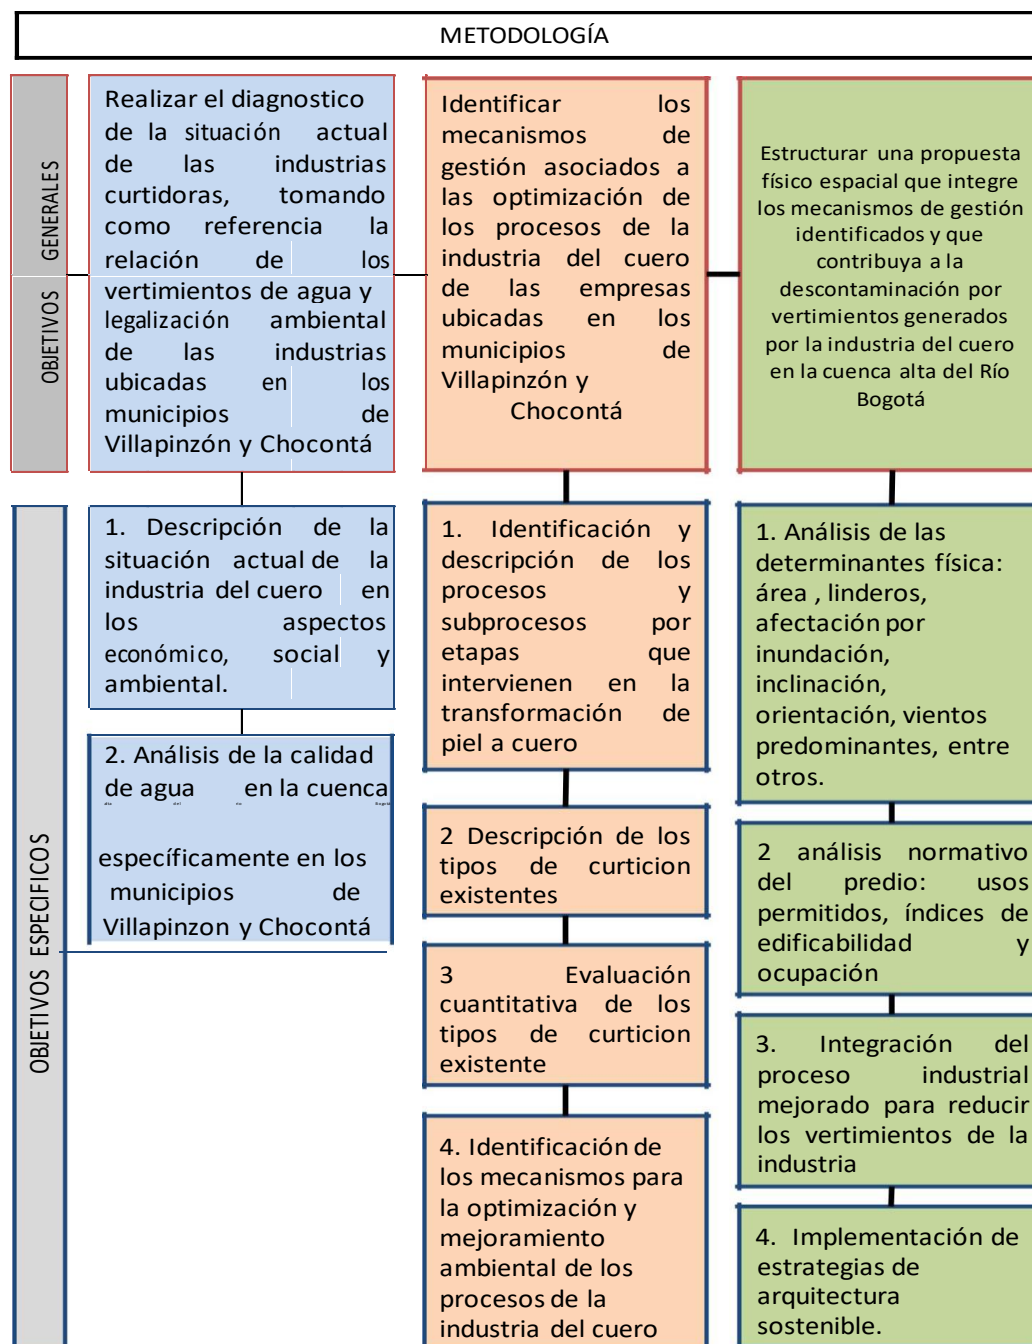 METODOLOGÍA
OBJETIVOS GENERALES
Realizar el diagnostico
de la situación actual
de las industrias
curtidoras, tomando
como referencia la
relación de los
vertimientos de agua y
legalización ambiental
de las industrias
ubicadas en los
municipios de
Villapinzón y Chocontá
Identificar los
mecanismos de
gestión asociados a
las optimización de
los procesos de la
industria del cuero
de las empresas
ubicadas en los
municipios de
Villapinzón y
Chocontá
Estructurar una propuesta
físico espacial que integre
los mecanismos de gestión
identificados y que
contribuya a la
descontaminación por
vertimientos generados
por la industria del cuero
en la cuenca alta del Río
Bogotá
OBJETIVOS ESPECIFICOS
1. Descripción de la
situación actual de la
industria del cuero en
los aspectos
económico, social y
ambiental.
2. Análisis de la calidad
de agua en la cuenca
alta del río Bogotá
específicamente en los
municipios de
Villapinzon y Chocontá
1. Identificación y
descripción de los
procesos y
subprocesos por
etapas que
intervienen en la
transformación de
piel a cuero
2 Descripción de los
tipos de curticion
existentes
3 Evaluación
cuantitativa de los
tipos de curticion
existente
4. Identificación de
los mecanismos para
la optimización y
mejoramiento
ambiental de los
procesos de la
industria del cuero
1. Análisis de las
determinantes física:
área , linderos,
afectación por
inundación,
inclinación,
orientación, vientos
predominantes, entre
otros.
2 análisis normativo
del predio: usos
permitidos, índices de
edificabilidad y
ocupación
3. Integración del
proceso industrial
mejorado para reducir
los vertimientos de la
industria
4. Implementación de
estrategias de
arquitectura
sostenible.